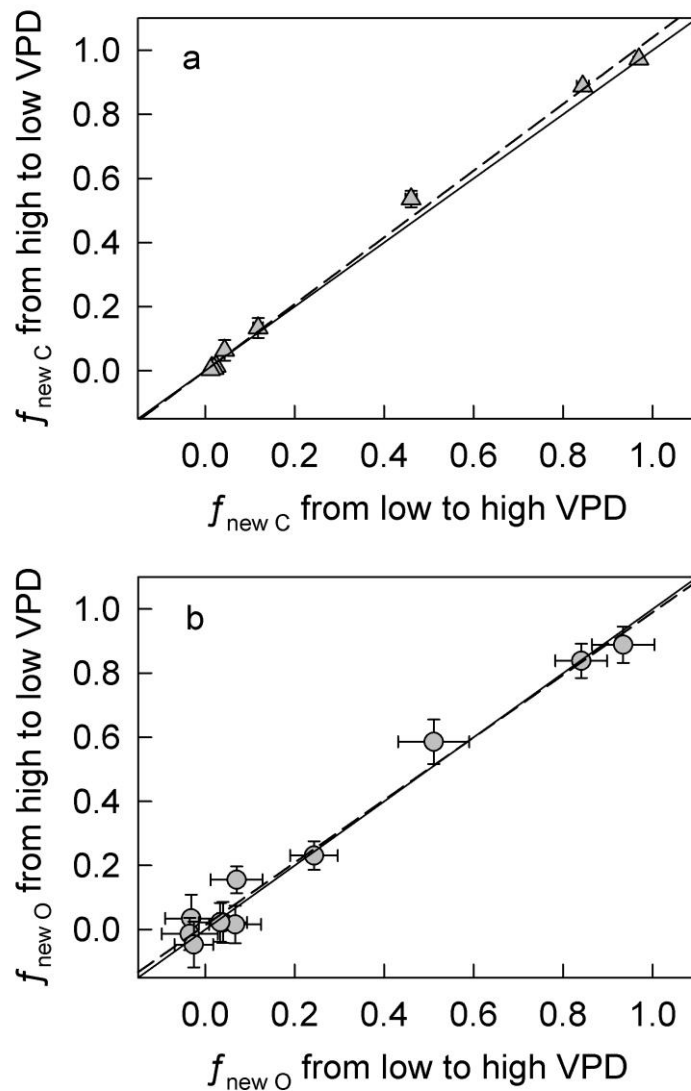 a
1.0
0.8
0.6
0.4
0.2
0.0
f new C from high to low VPD
0.0 0.2 0.4 0.6 0.8 1.0
f new C from low to high VPD
b
1.0
0.8
0.6
0.4
0.2
0.0
f new O from high to low VPD
0.0 0.2 0.4 0.6 0.8 1.0
f new O from low to high VPD